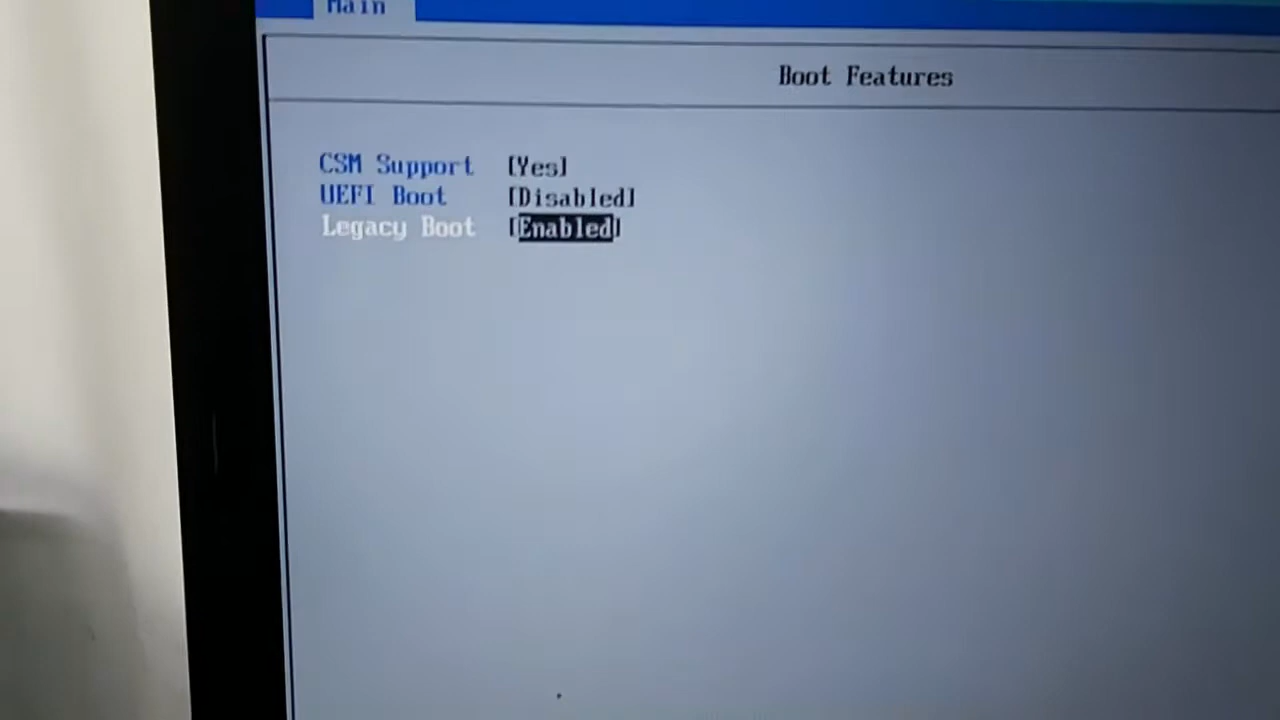 Main
Boot Features
CSM Support [Yes]
UEFI Boot [Disabled]
Legacy Boot [Enabled]